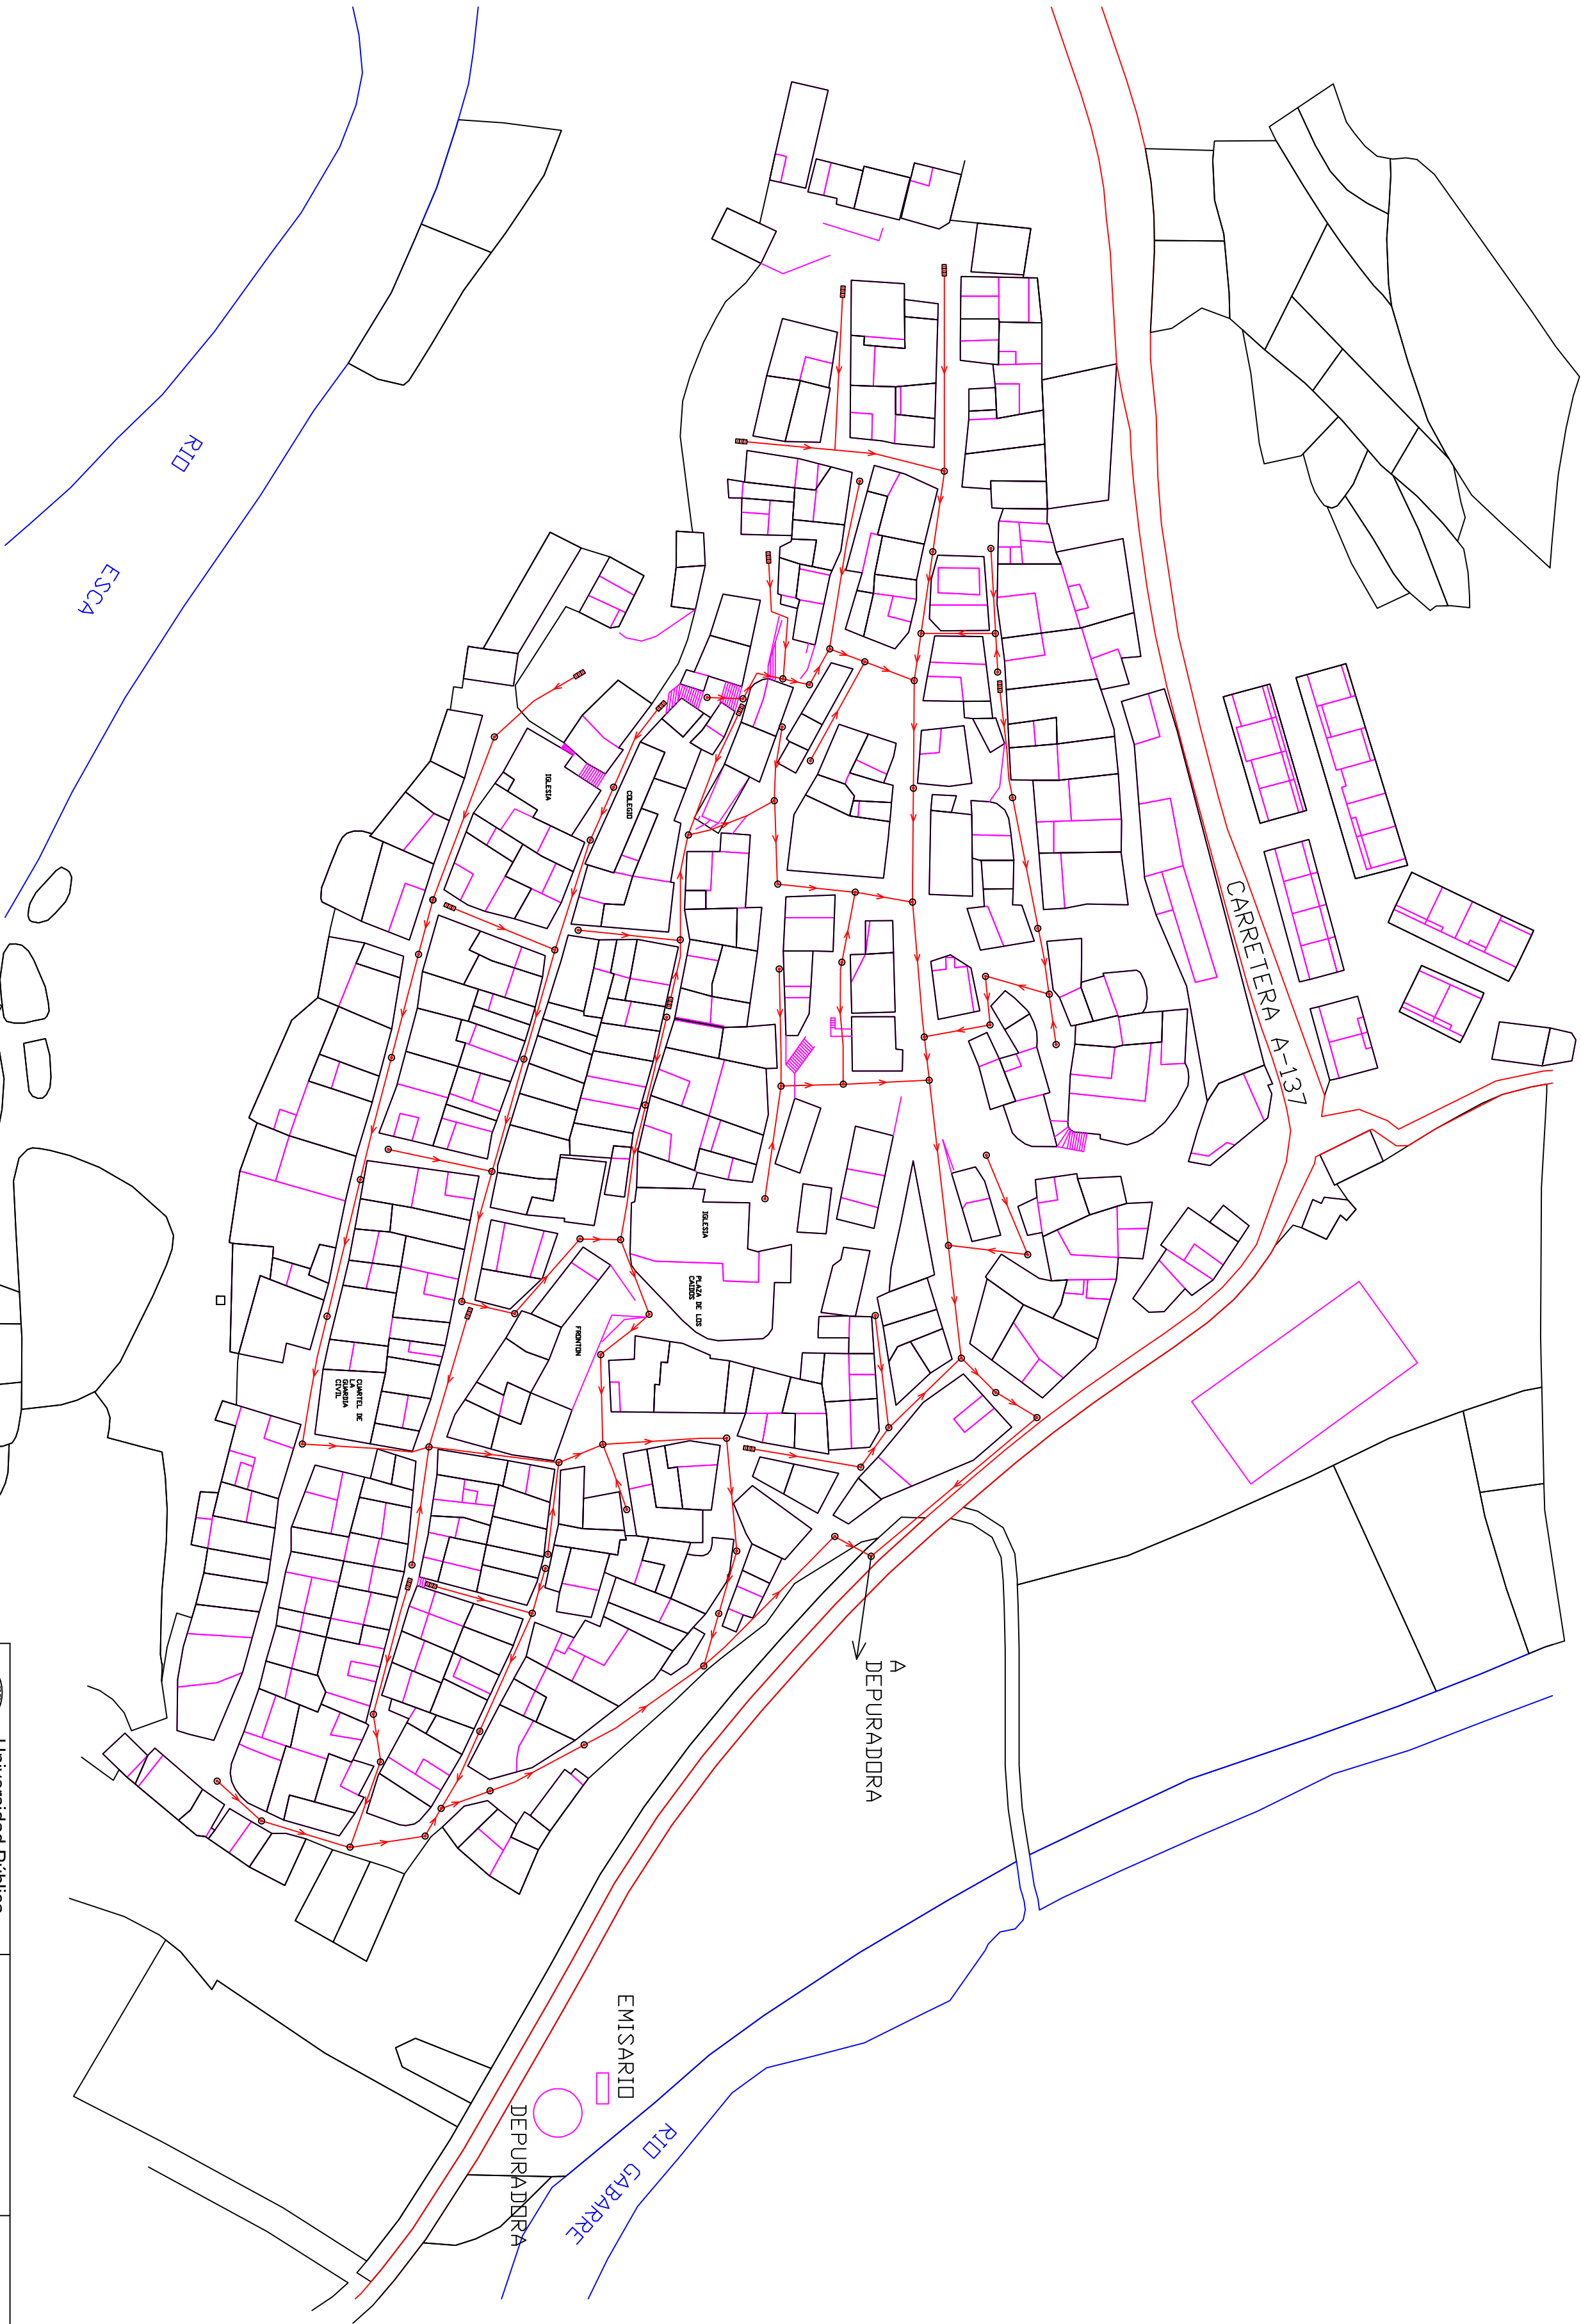 RIO
ESCA
CARRETERA A-137
IGLESIA
COLEGIO
IGLESIA
PLAZA DE LOS
CAIDOS
FRONTON
CUARTEL DE
LA
GUARDIA
CIVIL
A
DEPURADORA
EMISARIO
DEPURADORA
RIO GABARRE